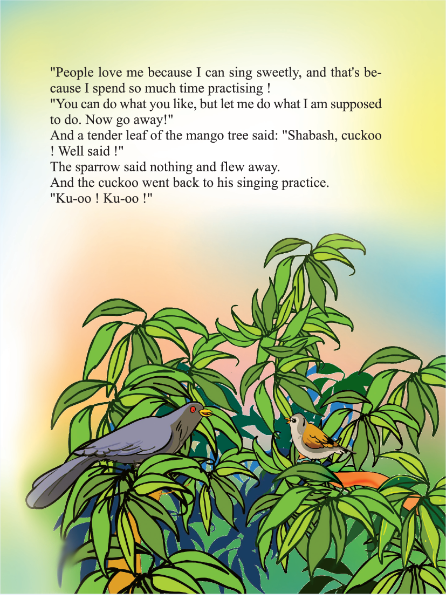 "People love me because I can sing sweetly, and that's be-
cause I spend so much time practising !
"You can do what you like, but let me do what I am supposed
to do. Now go away!"
And a tender leaf of the mango tree said: "Shabash, cuckoo
! Well said !"
The sparrow said nothing and flew away.
And the cuckoo went back to his singing practice.
"Ku-oo ! Ku-oo !"